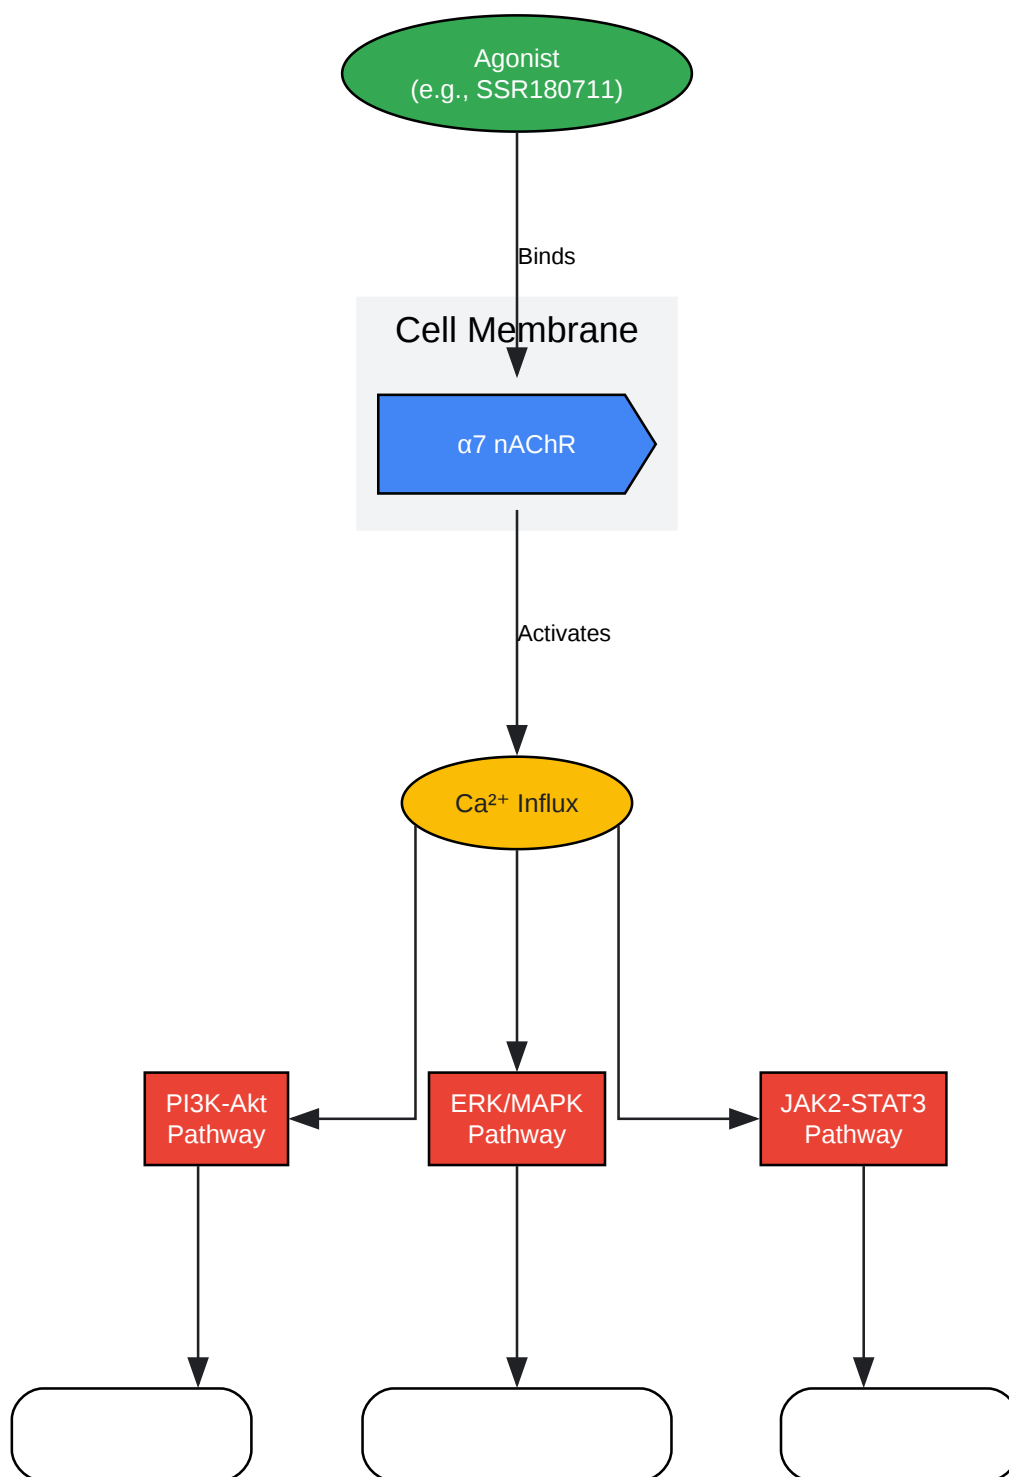 Agonist
(e.g., SSR180711)
Binds
Cell Membrane
α7 nAChR
Activates
Ca²⁺ Influx
PI3K-Akt
Pathway
ERK/MAPK
Pathway
JAK2-STAT3
Pathway